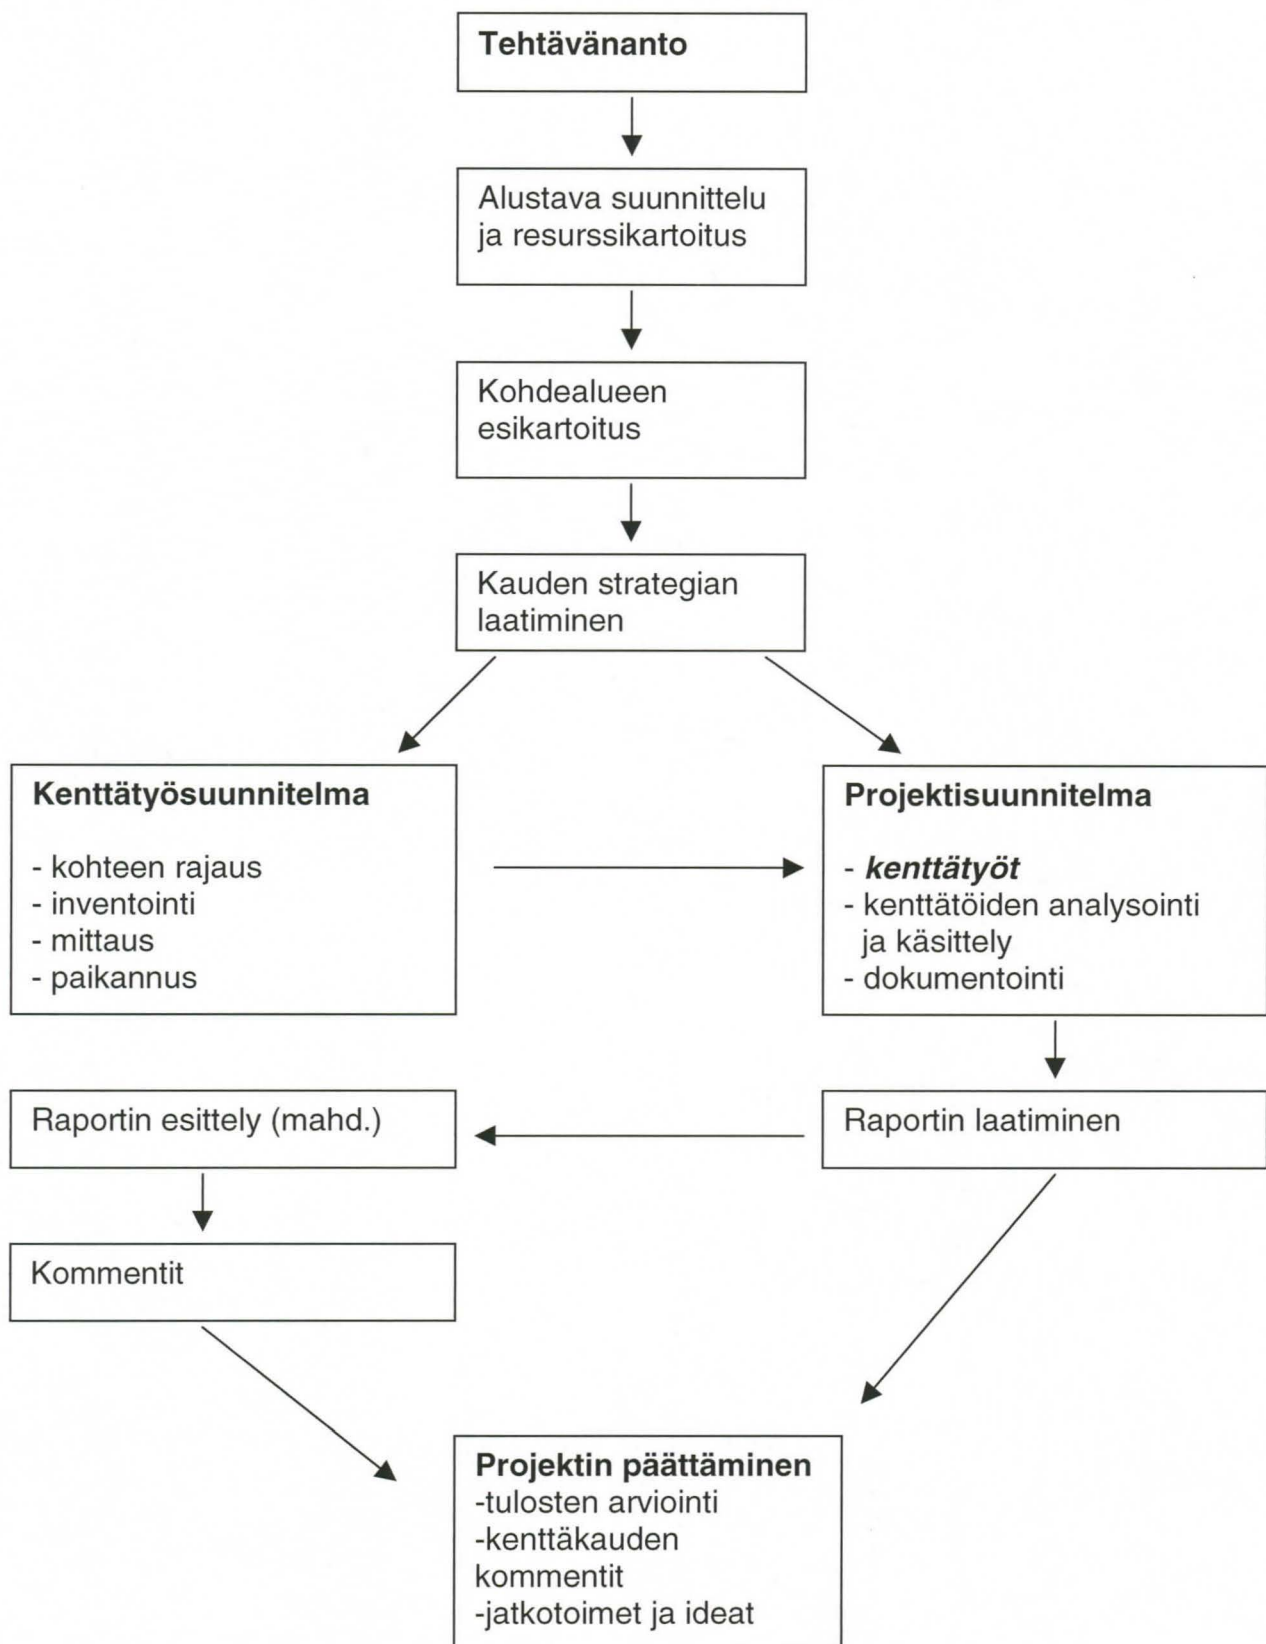 Tehtävänanto
Alustava suunnittelu
ja resurssikartoitus
Kohdealueen
esikartoitus
Kauden strategian
laatiminen
Kenttätyösuunnitelma
- kohteen rajaus
- inventointi
- mittaus
- paikannus
Projektisuunnitelma
- kenttätyöt
- kenttätöiden analysointi
ja käsittely
- dokumentointi
Raportin esittely (mahd.)
Raportin laatiminen
Kommentit
Projektin päättäminen
-tulosten arviointi
-kenttäkauden
kommentit
-jatkotoimet ja ideat